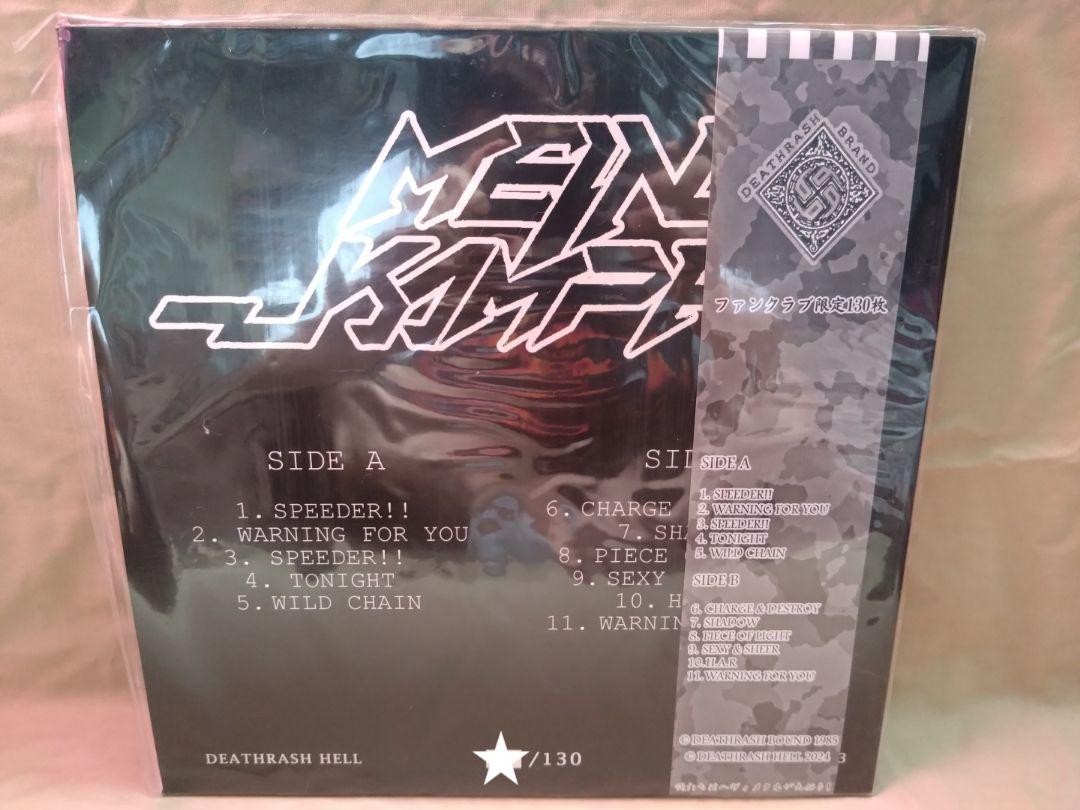 MEIN
KAMPF
DEATHRASH BRAND
ファンクラブ限定130枚
SIDE A
1. SPEEDER!!
2. WARNING FOR YOU
3. SPEEDER!!
4. TONIGHT
5. WILD CHAIN
6. CHARGE
7. SHA
8. PIECE
9. SEXY
10. H
11. WARNIN
SIDE A
1. SPEEDER!!
2. WARNING FOR YOU
3. SPEEDER!!
4. TONIGHT
5. WILD CHAIN
SIDE B
6. CHARGE & DESTROY
7. SHADOW
8. PIECE OF LIGHT
9. SEXY & SHEER
10. H.A.R
11. WARNING FOR YOU
DEATHRASH HELL
/130
© DEATHRASH BOUND 1985
© DEATHRASH HELL 2024
3